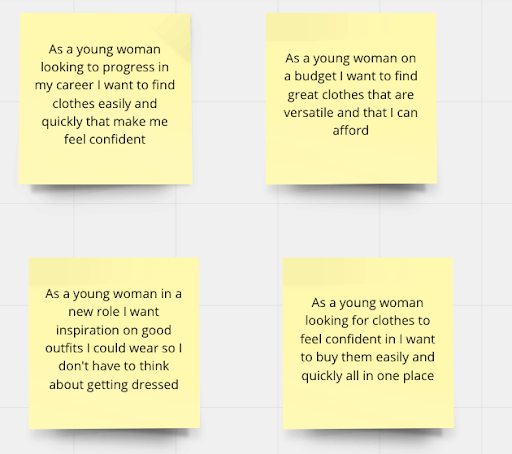 As a young woman
looking to progress in
my career I want to find
clothes easily and
quickly that make me
feel confident
As a young woman on
a budget I want to find
great clothes that are
versatile and that I can
afford
As a young woman in a
new role I want
inspiration on good
outfits I could wear so I
don't have to think
about getting dressed
As a young woman
looking for clothes to
feel confident in I want
to buy them easily and
quickly all in one place